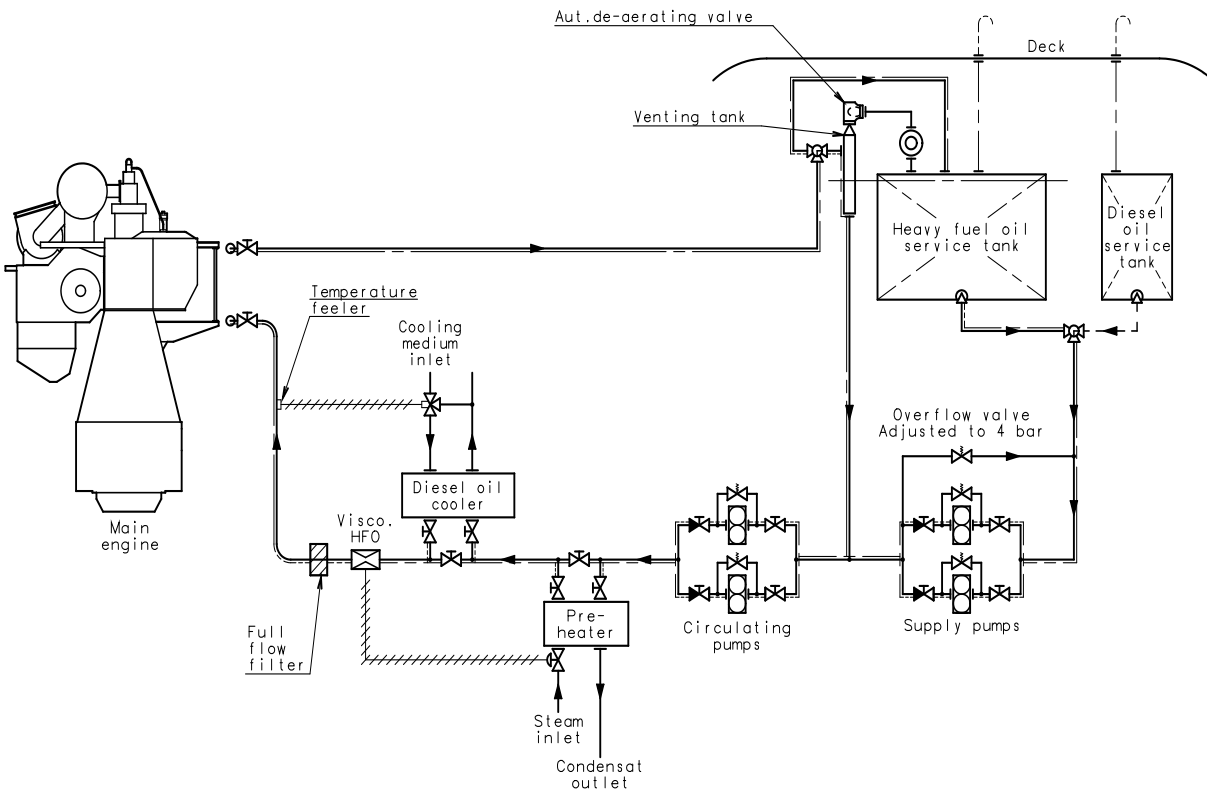 Aut.de-aerating valve
Deck
Venting tank
Heavy fuel oil
service tank
Diesel
oil
service
tank
Temperature
feeler
Cooling
medium
inlet
Overflow valve
Adjusted to 4 bar
Diesel oil
cooler
Main
engine
Visco.
HFO
Full
flow
filter
Pre-
heater
Circulating
pumps
Supply pumps
Steam
inlet
Condensat
outlet